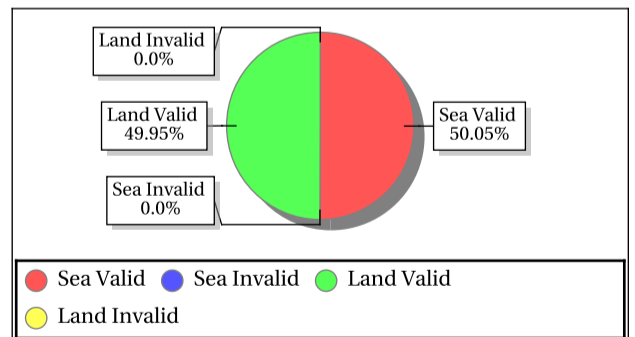 Land Invalid
0.0%
Land Valid
49.95%
Sea Valid
50.05%
Sea Invalid
0.0%
Sea Valid Sea Invalid Land Valid
Land Invalid